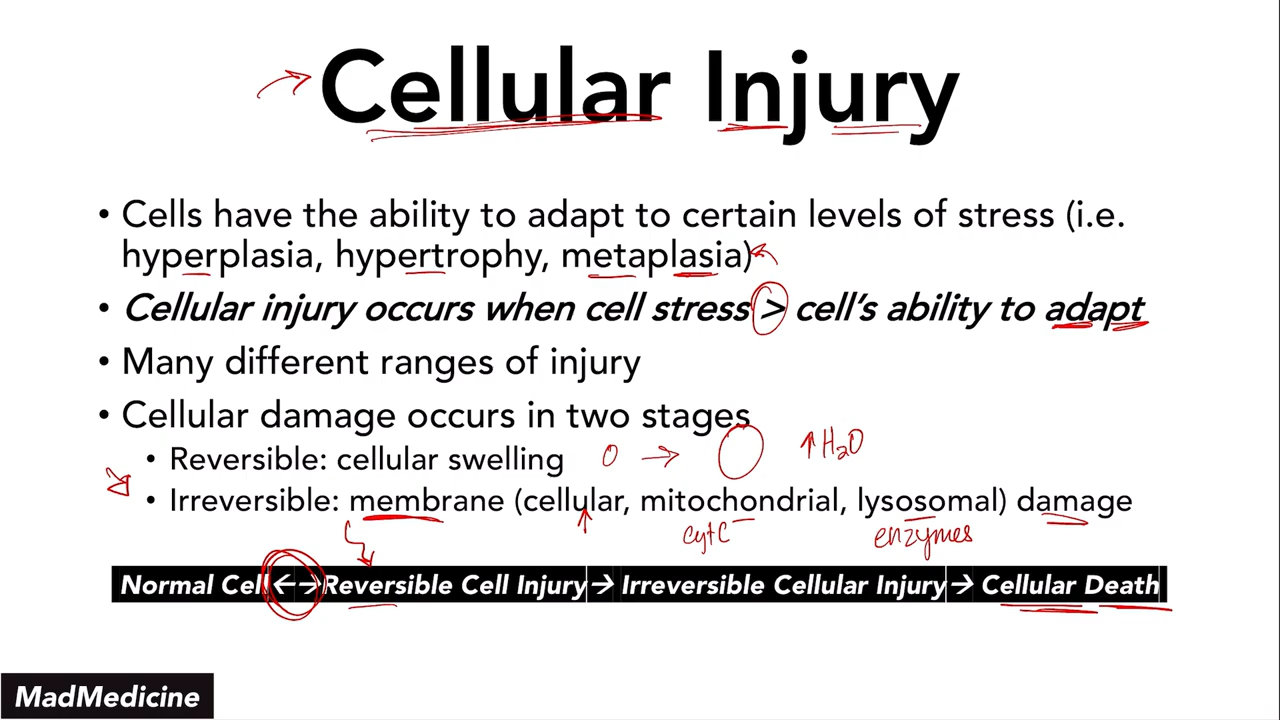 Cellular Injury
• Cells have the ability to adapt to certain levels of stress (i.e.
hyperplasia, hypertrophy, metaplasia)
• Cellular injury occurs when cell stress > cell's ability to adapt
• Many different ranges of injury
• Cellular damage occurs in two stages
• Reversible: cellular swelling → ↑H₂O
• Irreversible: membrane (cellular, mitochondrial, lysosomal) damage
cytC enzymes
Normal Cell←→Reversible Cell Injury→ Irreversible Cellular Injury→ Cellular Death
MadMedicine